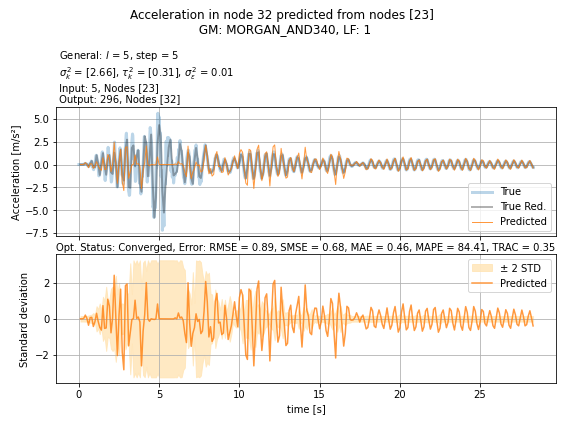 Acceleration in node 32 predicted from nodes [23]
GM: MORGAN_AND340, LF: 1
General: l = 5, step = 5
σ²ₖ = [2.66], τ²ₖ = [0.31], σ²ε = 0.01
Input: 5, Nodes [23]
Output: 296, Nodes [32]
Acceleration [m/s²]
5.0
2.5
0.0
−2.5
−5.0
−7.5
True
True Red.
Predicted
Opt. Status: Converged, Error: RMSE = 0.89, SMSE = 0.68, MAE = 0.46, MAPE = 84.41, TRAC = 0.35
Standard deviation
2
0
−2
± 2 STD
Predicted
0 5 10 15 20 25
time [s]